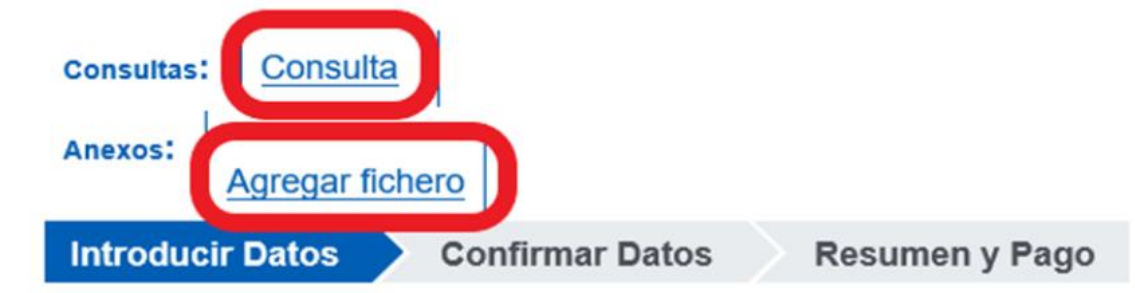 Consultas: Consulta
Anexos:
Agregar fichero
Introducir Datos Confirmar Datos Resumen y Pago